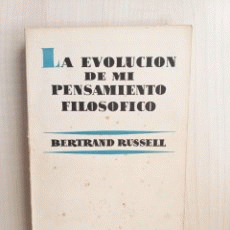 LA EVOLUCION
DE MI
PENSAMIENTO
FILOSOFICO
BERTRAND RUSSELL